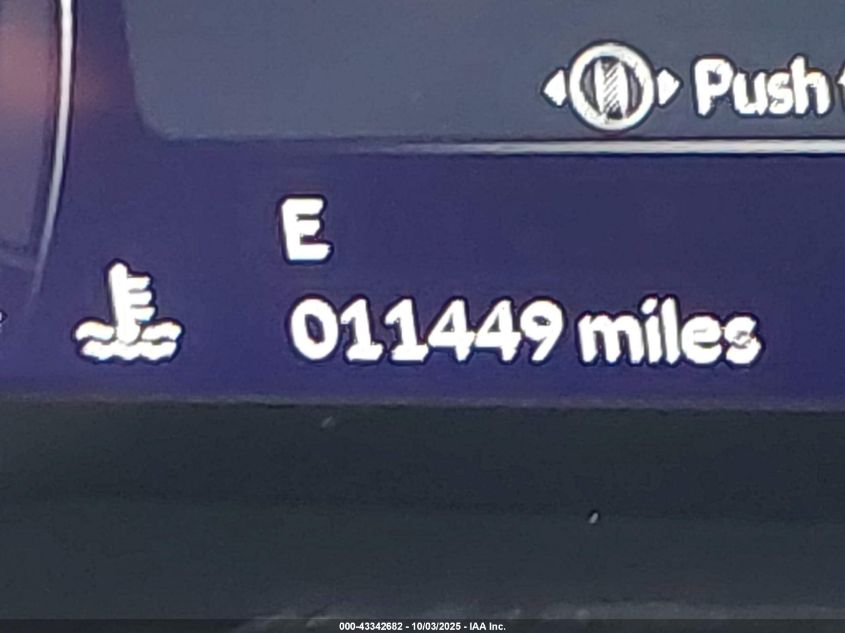 Push
E
011449 miles
000-43342682 - 10/03/2025 - IAA Inc.